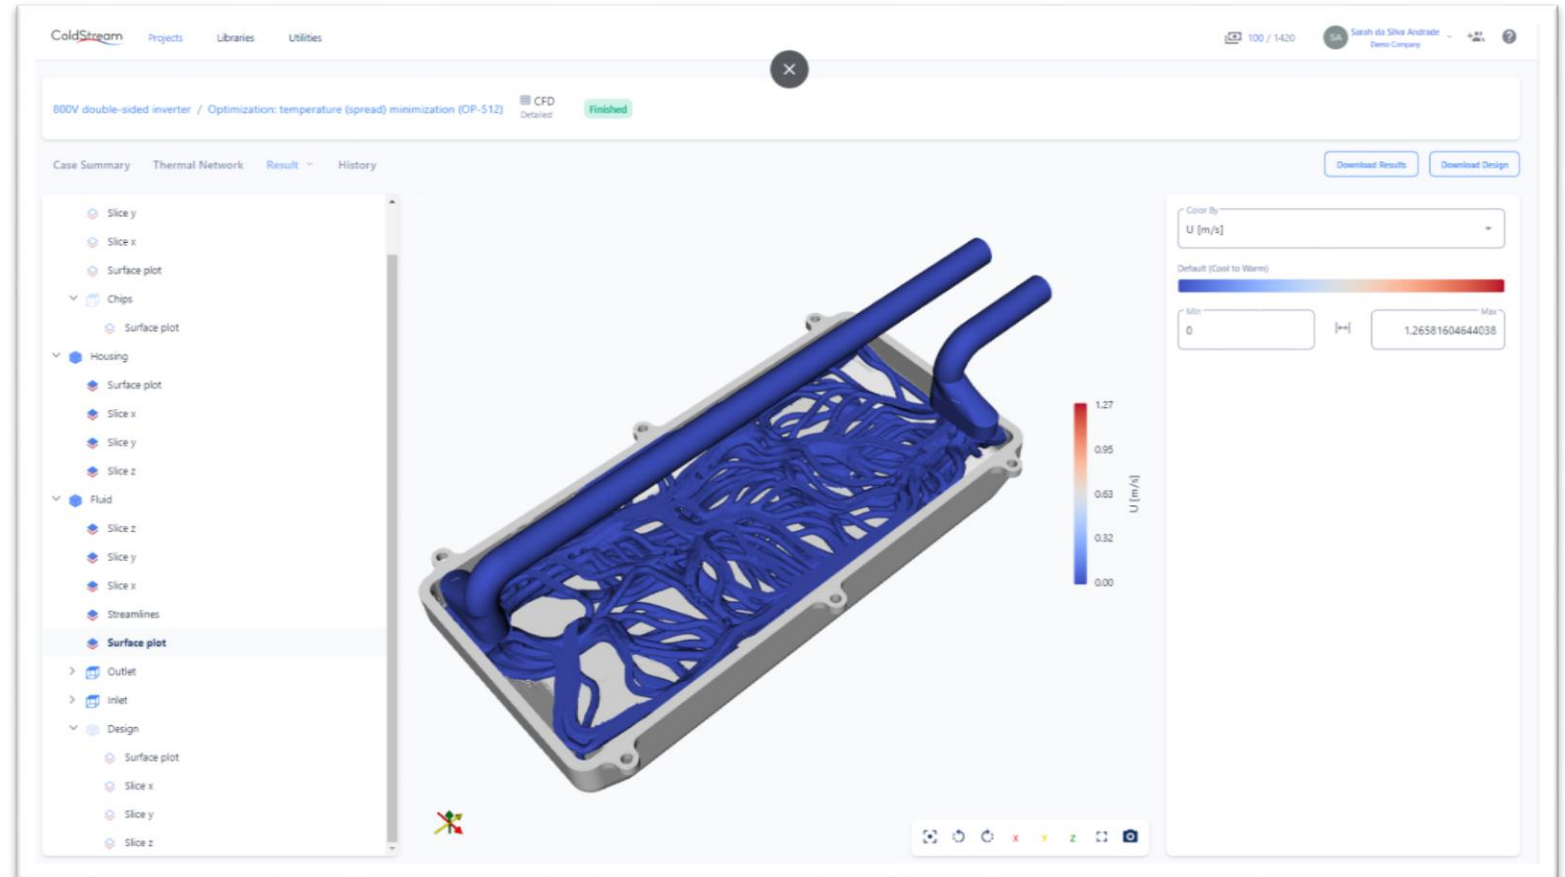 ColdStream
Projects
Libraries
Utilities
100 / 1420
SA
Sarah da Silva Andrade
Demo Company
800V double-sided inverter / Optimization: temperature (spread) minimization (OP-512)
CFD
Detailed
Finished
Case Summary
Thermal Network
Result
History
Download Results
Download Design
Slice y
Slice x
Surface plot
Chips
Surface plot
Housing
Surface plot
Slice x
Slice y
Slice z
Fluid
Slice z
Slice y
Slice x
Streamlines
Surface plot
Outlet
Inlet
Design
Surface plot
Slice x
Slice y
Slice z
1.27
0.95
0.63
0.32
0.00
U [m/s]
X
Y
Z
Color By
U [m/s]
Default (Cool to Warm)
Min
0
Max
1.26581604644038